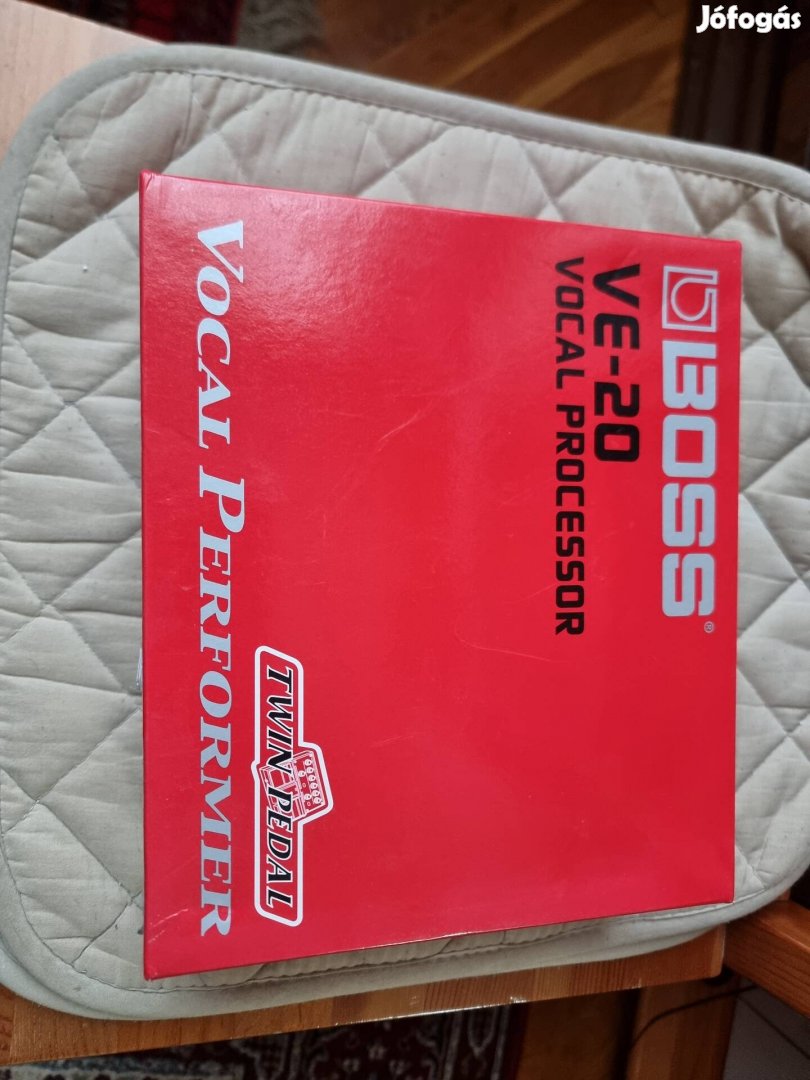 Jófogás
BOSS®
VE-20
VOCAL PROCESSOR
TWIN PEDAL
VOCAL PERFORMER